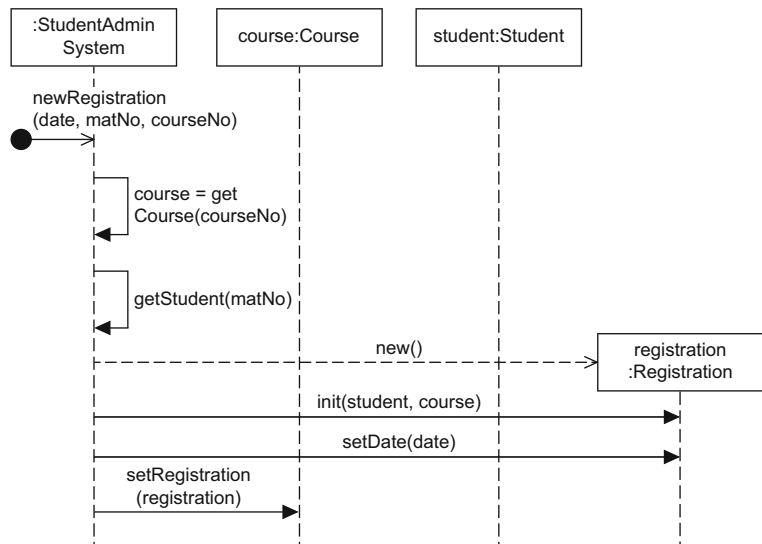 :StudentAdmin
System
course:Course
student:Student
newRegistration
(date, matNo, courseNo)
course = get
Course(courseNo)
getStudent(matNo)
new()
registration
:Registration
init(student, course)
setDate(date)
setRegistration
(registration)